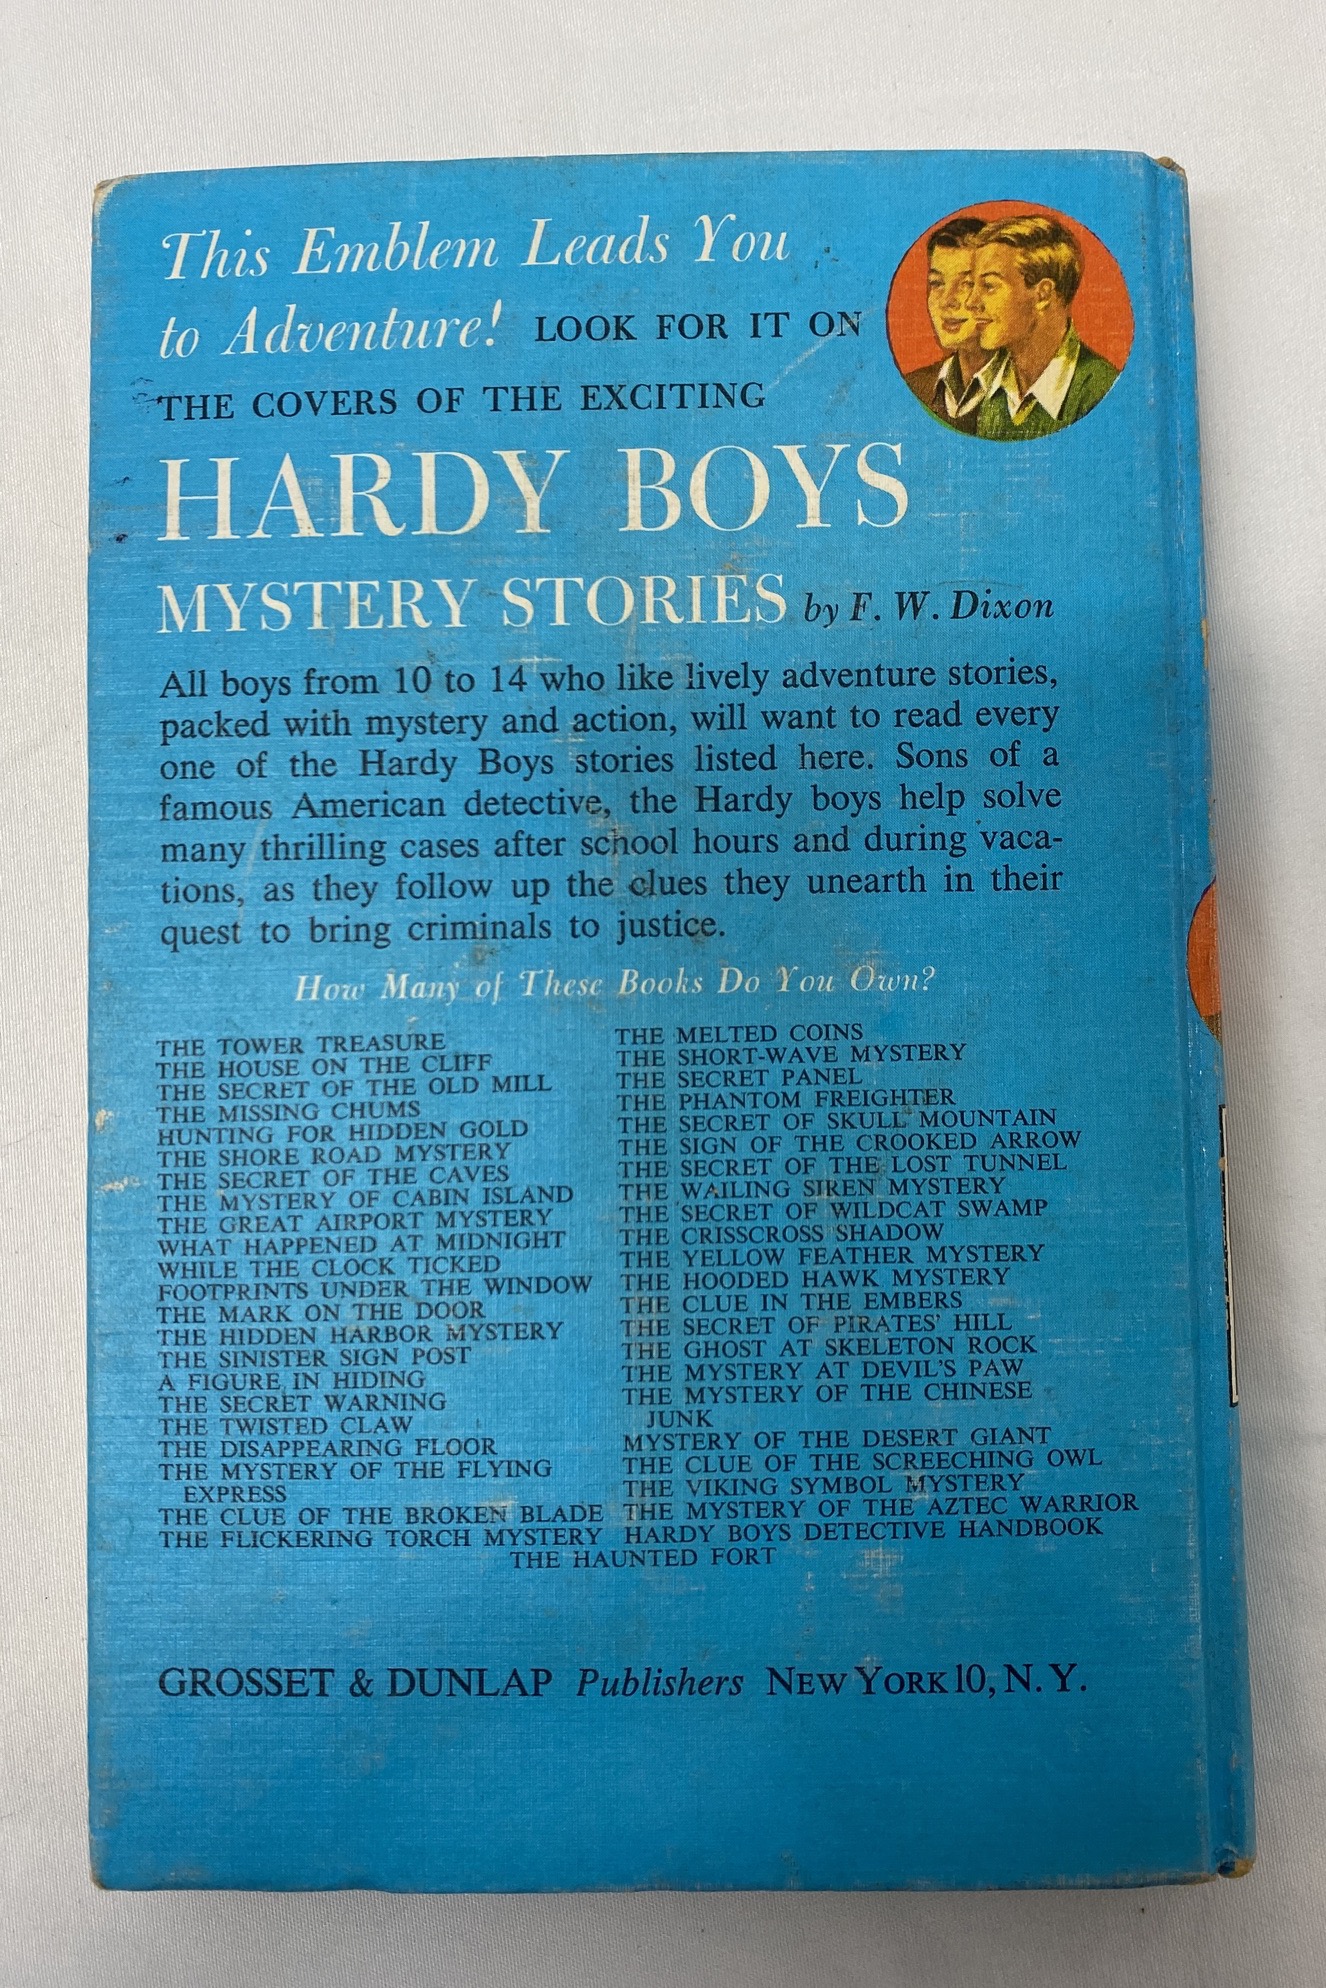 This Emblem Leads You
to Adventure! LOOK FOR IT ON
THE COVERS OF THE EXCITING
HARDY BOYS
MYSTERY STORIES by F. W. Dixon
All boys from 10 to 14 who like lively adventure stories,
packed with mystery and action, will want to read every
one of the Hardy Boys stories listed here. Sons of a
famous American detective, the Hardy boys help solve
many thrilling cases after school hours and during vaca-
tions, as they follow up the clues they unearth in their
quest to bring criminals to justice.
How Many of These Books Do You Own?
THE TOWER TREASURE
THE HOUSE ON THE CLIFF
THE SECRET OF THE OLD MILL
THE MISSING CHUMS
HUNTING FOR HIDDEN GOLD
THE SHORE ROAD MYSTERY
THE SECRET OF THE CAVES
THE MYSTERY OF CABIN ISLAND
THE GREAT AIRPORT MYSTERY
WHAT HAPPENED AT MIDNIGHT
WHILE THE CLOCK TICKED
FOOTPRINTS UNDER THE WINDOW
THE MARK ON THE DOOR
THE HIDDEN HARBOR MYSTERY
THE SINISTER SIGN POST
A FIGURE IN HIDING
THE SECRET WARNING
THE TWISTED CLAW
THE DISAPPEARING FLOOR
THE MYSTERY OF THE FLYING
EXPRESS
THE CLUE OF THE BROKEN BLADE
THE FLICKERING TORCH MYSTERY
THE MELTED COINS
THE SHORT-WAVE MYSTERY
THE SECRET PANEL
THE PHANTOM FREIGHTER
THE SECRET OF SKULL MOUNTAIN
THE SIGN OF THE CROOKED ARROW
THE SECRET OF THE LOST TUNNEL
THE WAILING SIREN MYSTERY
THE SECRET OF WILDCAT SWAMP
THE CRISSCROSS SHADOW
THE YELLOW FEATHER MYSTERY
THE HOODED HAWK MYSTERY
THE CLUE IN THE EMBERS
THE SECRET OF PIRATES' HILL
THE GHOST AT SKELETON ROCK
THE MYSTERY AT DEVIL'S PAW
THE MYSTERY OF THE CHINESE
JUNK
MYSTERY OF THE DESERT GIANT
THE CLUE OF THE SCREECHING OWL
THE VIKING SYMBOL MYSTERY
THE MYSTERY OF THE AZTEC WARRIOR
HARDY BOYS DETECTIVE HANDBOOK
THE HAUNTED FORT
GROSSET & DUNLAP Publishers NEW YORK 10, N. Y.